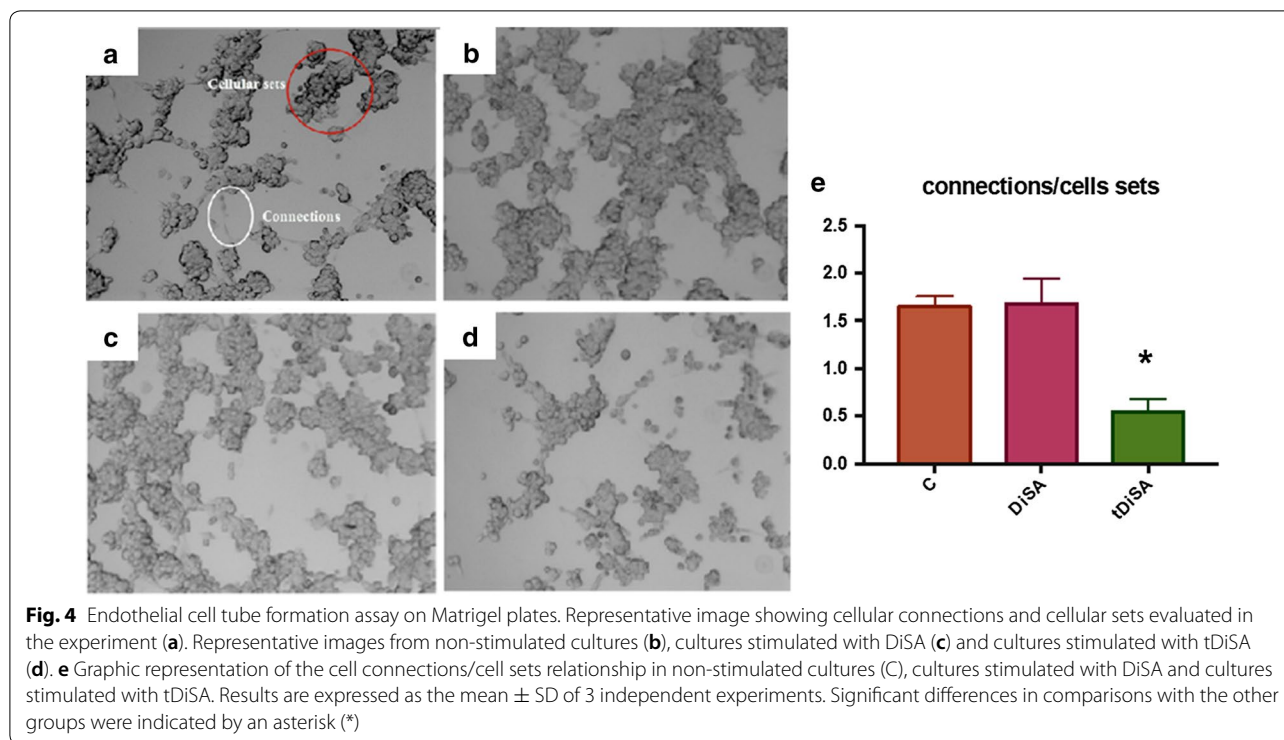 a
Cellular sets
Connections
b
c
d
e
connections/cells sets
2.5
2.0
1.5
1.0
0.5
0.0
C
DiSA
tDiSA
*
Fig. 4 Endothelial cell tube formation assay on Matrigel plates. Representative image showing cellular connections and cellular sets evaluated in
the experiment (a). Representative images from non-stimulated cultures (b), cultures stimulated with DiSA (c) and cultures stimulated with tDiSA
(d). e Graphic representation of the cell connections/cell sets relationship in non-stimulated cultures (C), cultures stimulated with DiSA and cultures
stimulated with tDiSA. Results are expressed as the mean ± SD of 3 independent experiments. Significant differences in comparisons with the other
groups were indicated by an asterisk (*)